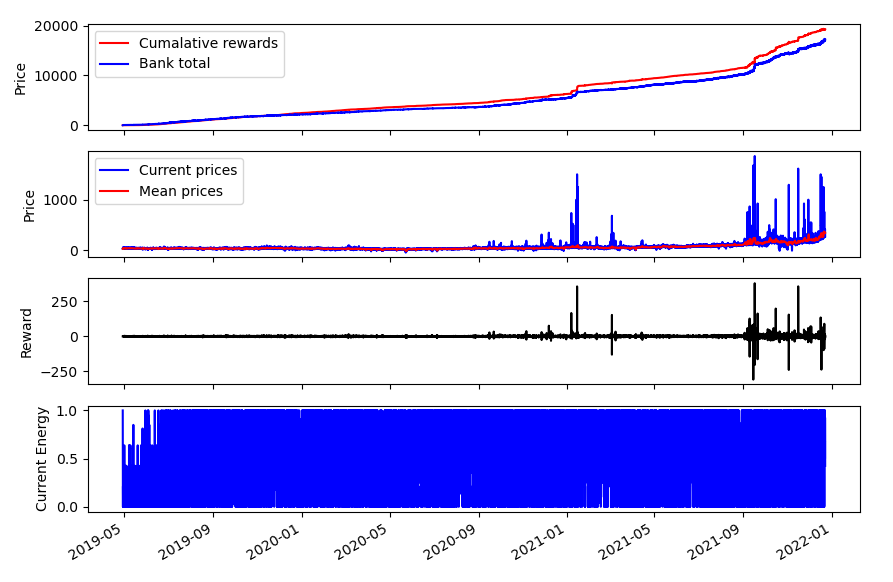 20000
10000
0
Price
Cumalative rewards
Bank total
1000
0
Price
Current prices
Mean prices
250
0
−250
Reward
1.0
0.5
0.0
Current Energy
2019-05
2019-09
2020-01
2020-05
2020-09
2021-01
2021-05
2021-09
2022-01